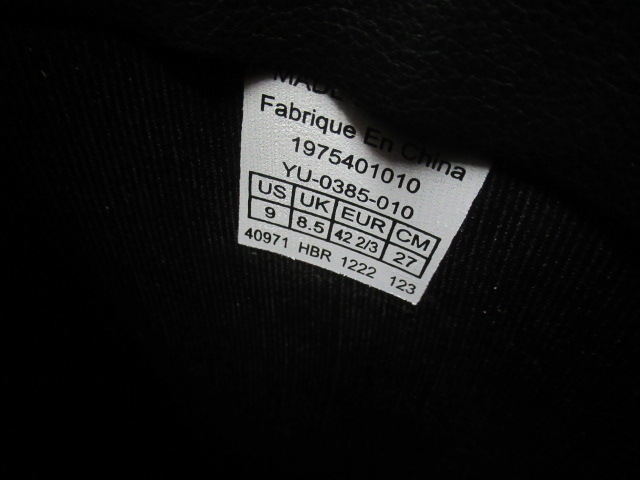 MADE
Fabrique En China
1975401010
YU-0385-010
US UK EUR CM
9 8.5 42 2/3 27
40971 HBR 1222 123